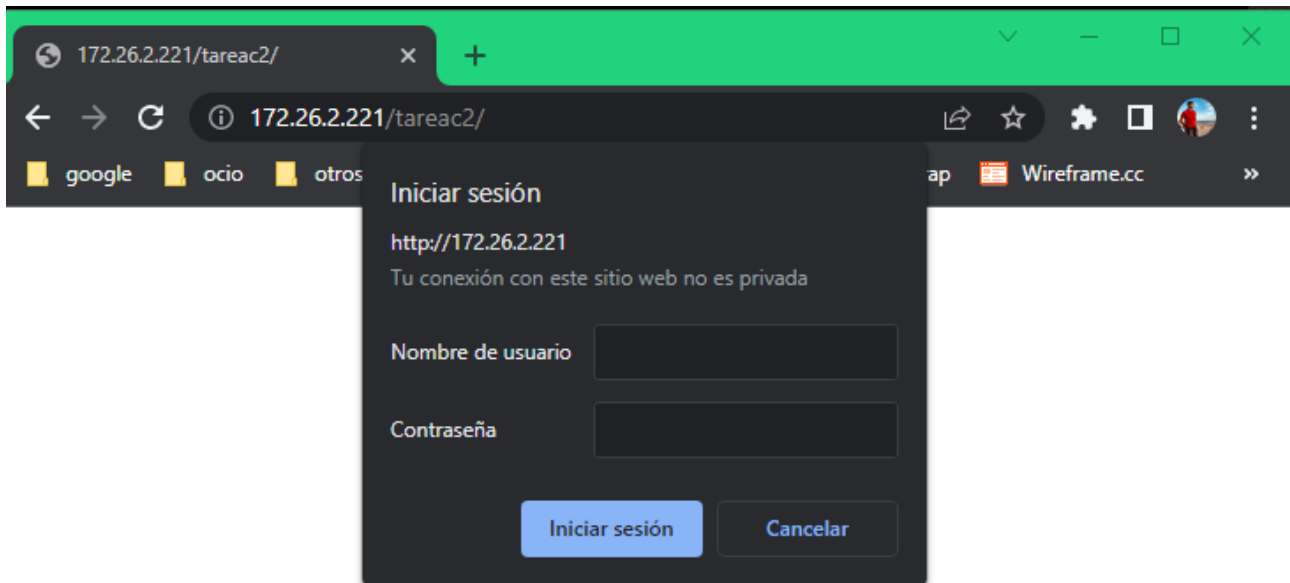 172.26.2.221/tareac2/
172.26.2.221/tareac2/
google ocio otros ap Wireframe.cc »
Iniciar sesión
http://172.26.2.221
Tu conexión con este sitio web no es privada
Nombre de usuario
Contraseña
Iniciar sesión Cancelar